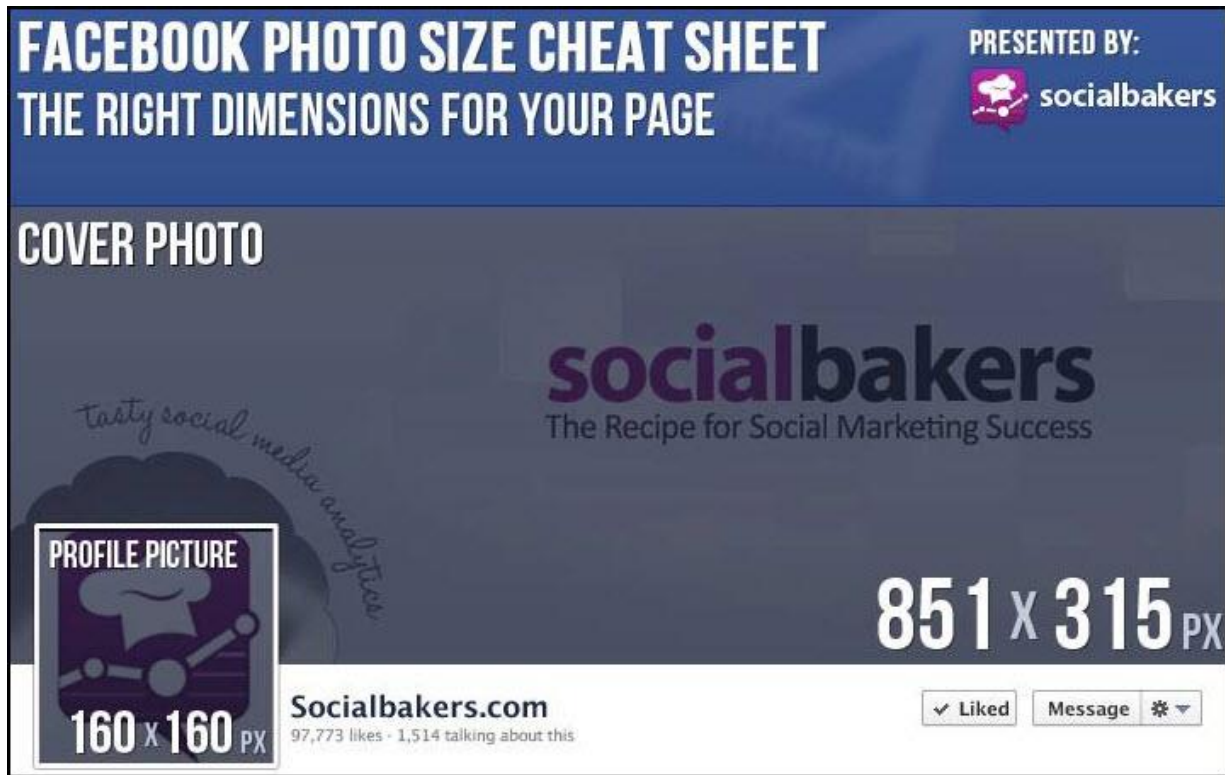 FACEBOOK PHOTO SIZE CHEAT SHEET
THE RIGHT DIMENSIONS FOR YOUR PAGE
PRESENTED BY:
socialbakers
COVER PHOTO
socialbakers
The Recipe for Social Marketing Success
tasty social media analytics
PROFILE PICTURE
160 X 160 PX
851 X 315 PX
Socialbakers.com
97,773 likes · 1,514 talking about this
Liked
Message